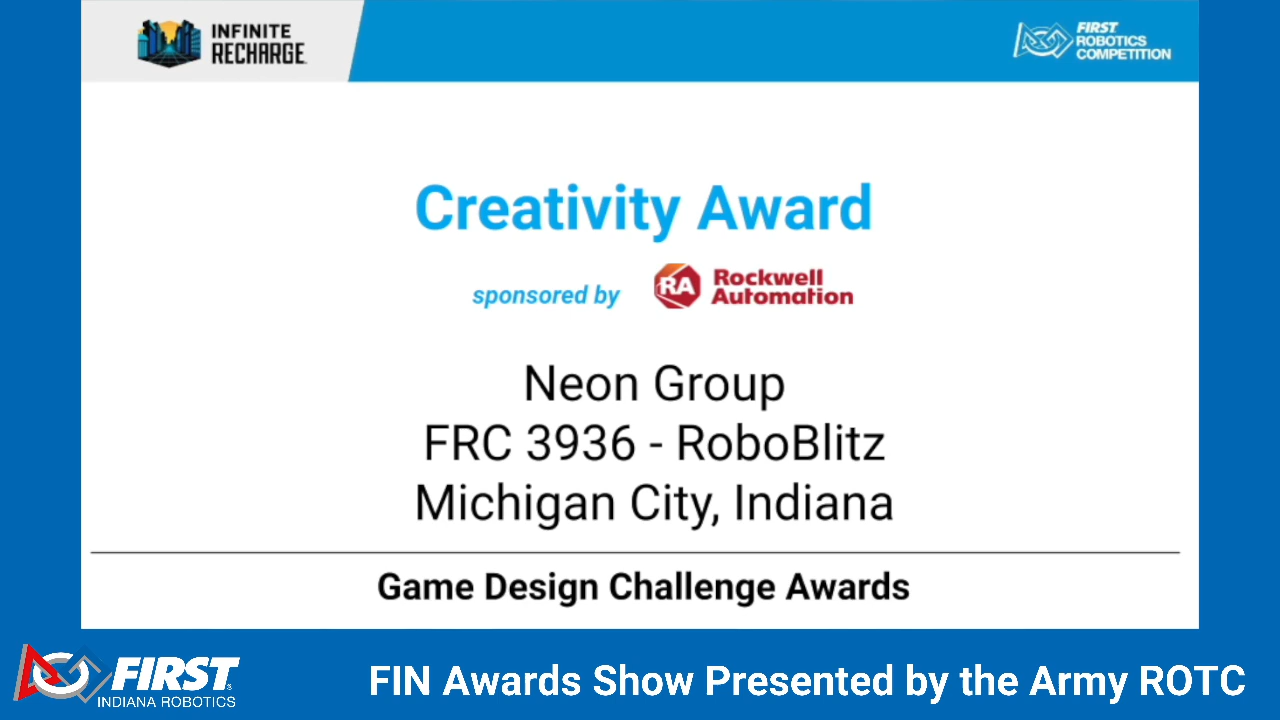 INFINITE
RECHARGE
FIRST
ROBOTICS
COMPETITION
Creativity Award
sponsored by
RA
Rockwell
Automation
Neon Group
FRC 3936 - RoboBlitz
Michigan City, Indiana
Game Design Challenge Awards
FIRST
INDIANA ROBOTICS
FIN Awards Show Presented by the Army ROTC